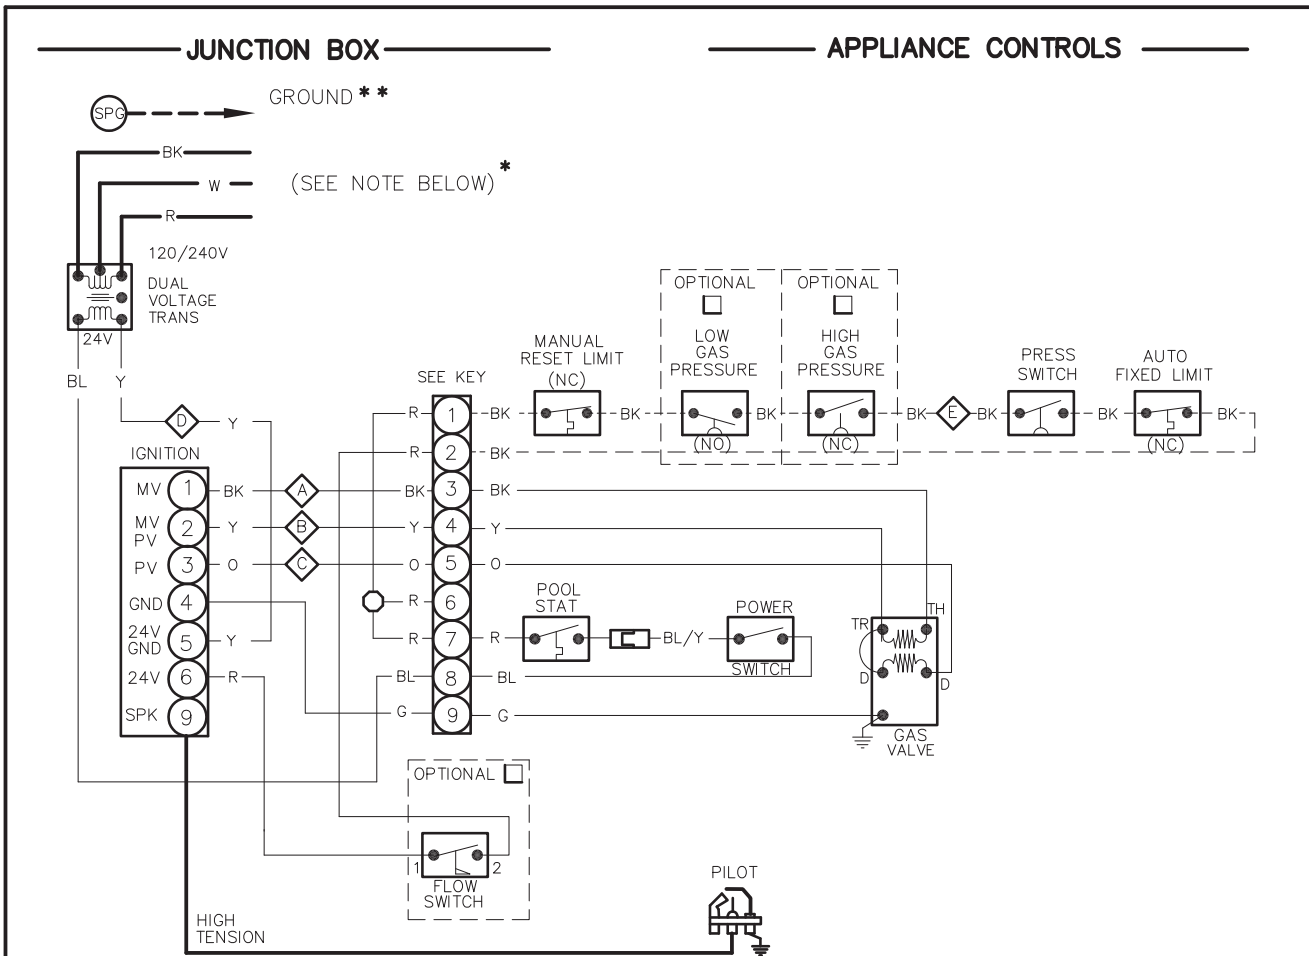 JUNCTION BOX
APPLIANCE CONTROLS
SPG
GROUND**
BK
W
(SEE NOTE BELOW)*
R
120/240V
DUAL
VOLTAGE
TRANS
24V
BL Y
D Y
OPTIONAL
LOW
GAS
PRESSURE
(NO)
OPTIONAL
HIGH
GAS
PRESSURE
(NC)
MANUAL
RESET LIMIT
(NC)
PRESS
SWITCH
AUTO
FIXED LIMIT
(NC)
SEE KEY
R 1 BK BK BK BK E BK BK BK
R 2 BK
IGNITION
MV 1 BK A BK 3 BK
MV
PV 2 Y B Y 4 Y
PV 3 O C O 5 O
GND 4 R 6
24V
GND 5 Y R 7 R
POOL
STAT
BL/Y
POWER
SWITCH
24V 6 R BL 8 BL
SPK 9 G 9 G
TR TH
D D
GAS
VALVE
OPTIONAL
1 2
FLOW
SWITCH
PILOT
HIGH
TENSION